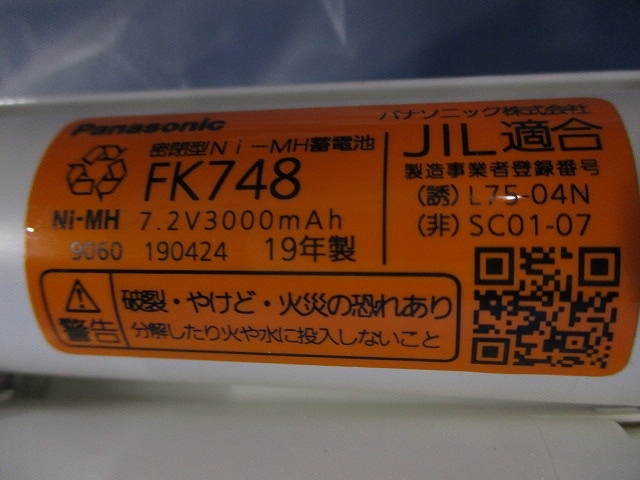 Panasonic
パナソニック株式会社
密閉型Ni-MH蓄電池
FK748
Ni-MH 7.2V3000mAh
9060 190424 19年製
JIL適合
製造事業者登録番号
(誘)L75-04N
(非)SC01-07
警告
破裂・やけど・火災の恐れあり
分解したり火や水に投入しないこと